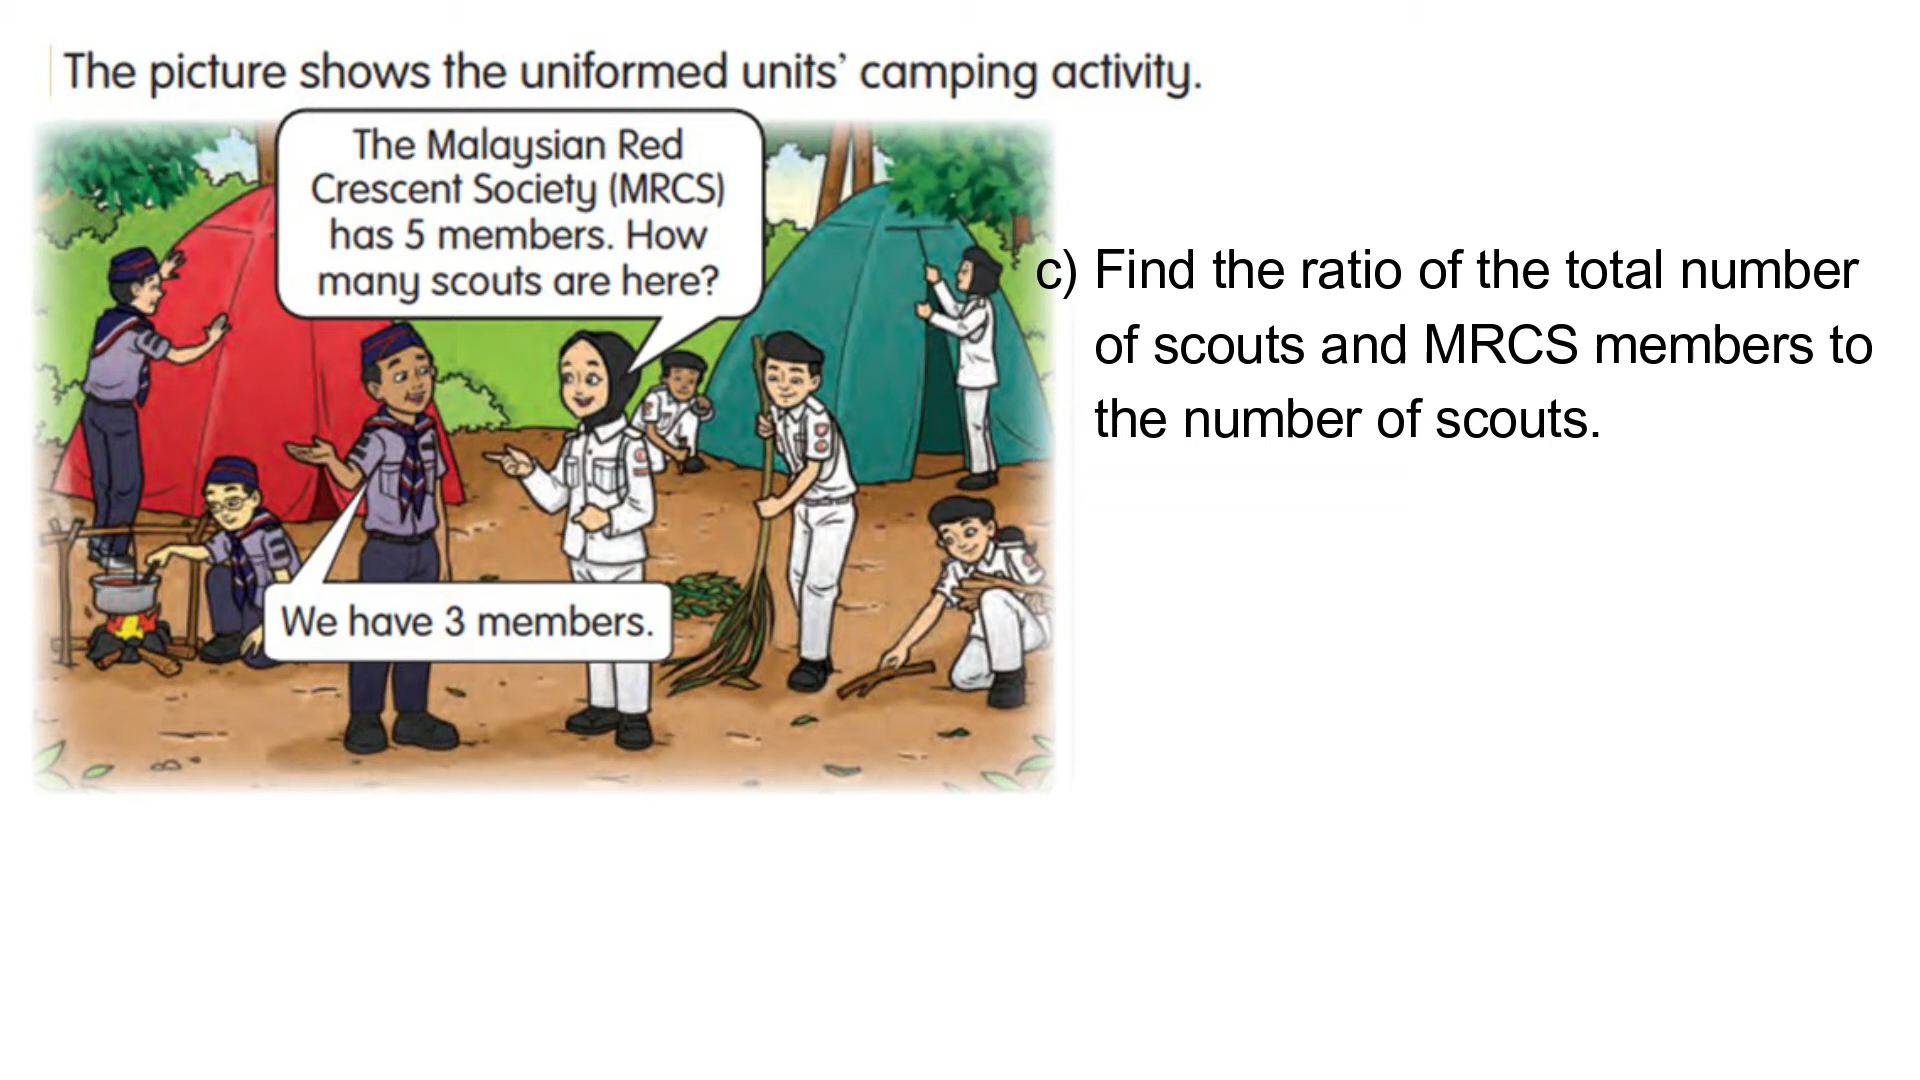 The picture shows the uniformed units’ camping activity.
The Malaysian Red
Crescent Society (MRCS)
has 5 members. How
many scouts are here?
We have 3 members.
c) Find the ratio of the total number
of scouts and MRCS members to
the number of scouts.